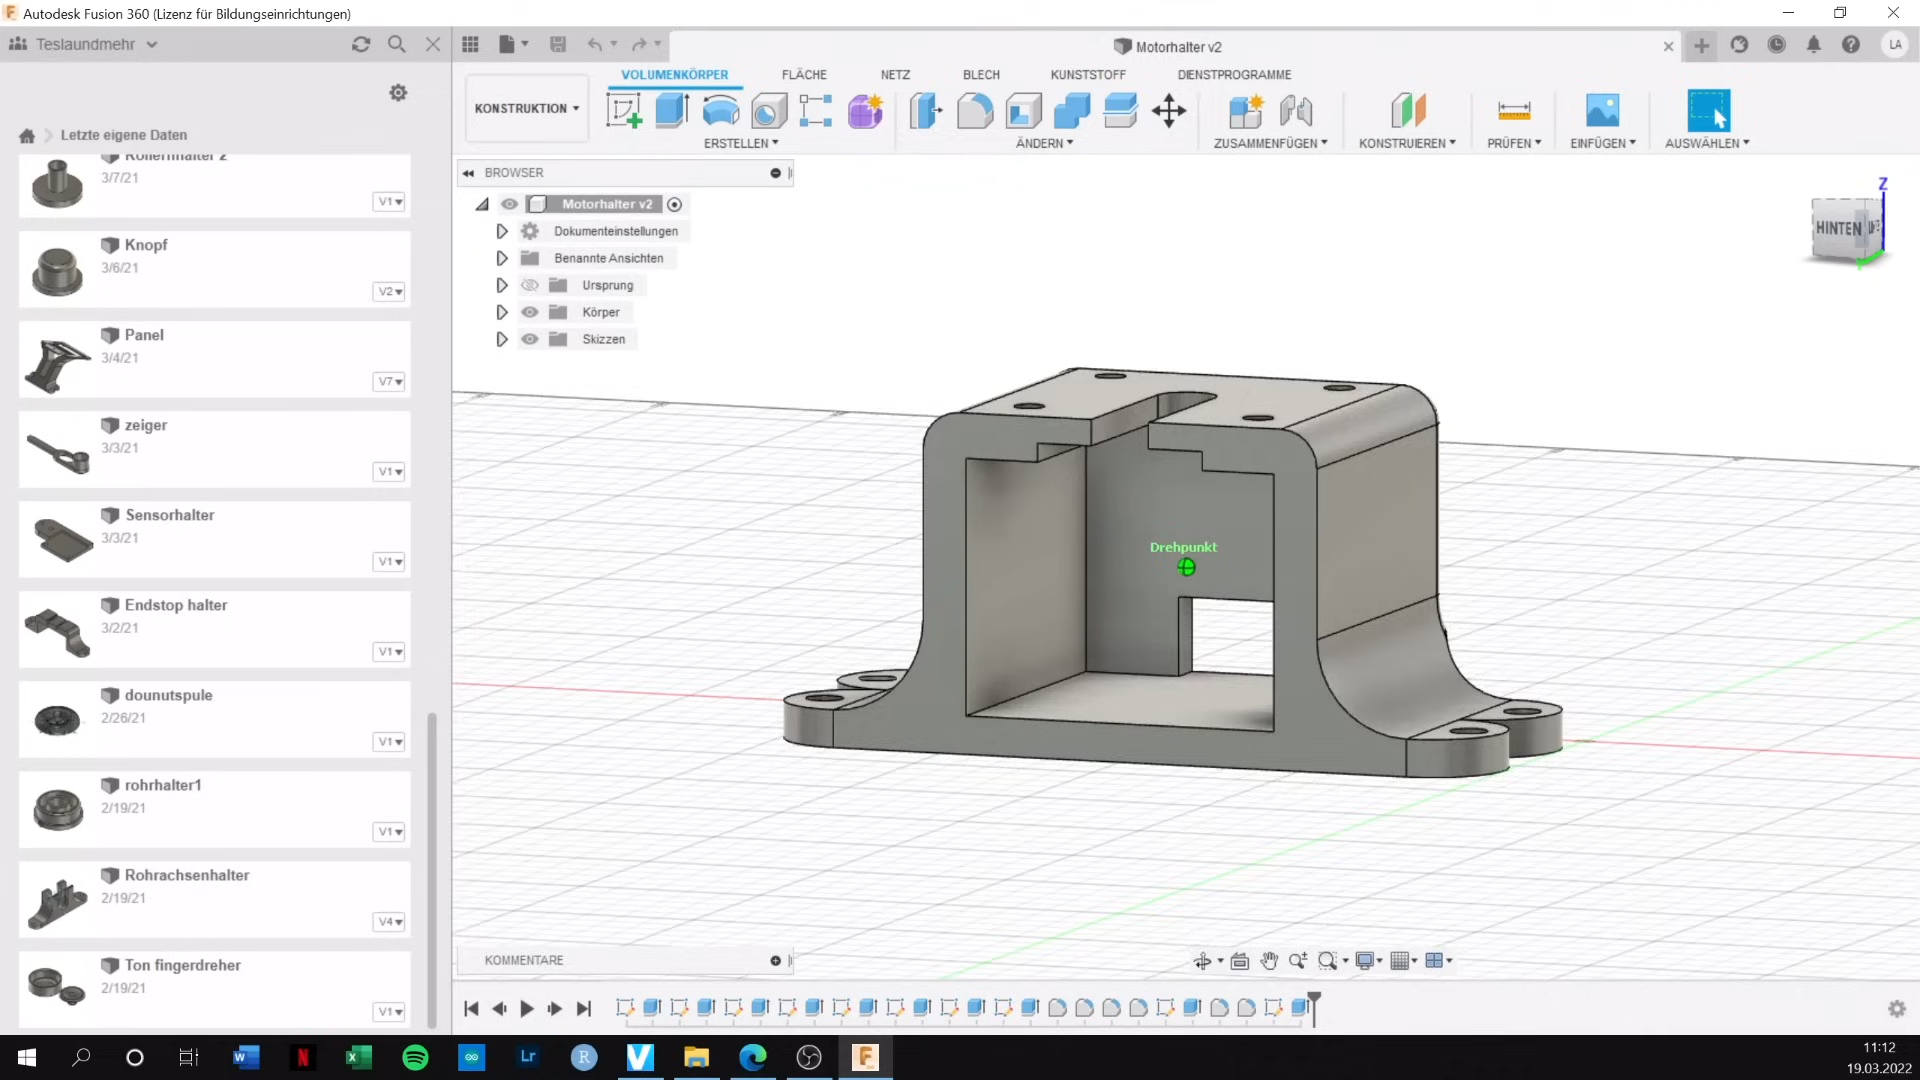 Autodesk Fusion 360 (Lizenz für Bildungseinrichtungen)
Teslaundmehr
Motorhalter v2
LA
KONSTRUKTION
VOLUMENKÖRPER
FLÄCHE
NETZ
BLECH
KUNSTSTOFF
DIENSTPROGRAMME
ERSTELLEN
ÄNDERN
ZUSAMMENFÜGEN
KONSTRUIEREN
PRÜFEN
EINFÜGEN
AUSWÄHLEN
Letzte eigene Daten
3/7/21
V1
Knopf
3/6/21
V2
Panel
3/4/21
V7
zeiger
3/3/21
V1
Sensorhalter
3/3/21
V1
Endstop halter
3/2/21
V1
dounutspule
2/26/21
V1
rohrhalter1
2/19/21
V1
Rohrachsenhalter
2/19/21
V4
Ton fingerdreher
2/19/21
V1
BROWSER
Motorhalter v2
Dokumenteinstellungen
Benannte Ansichten
Ursprung
Körper
Skizzen
Z
HINTEN
Drehpunkt
KOMMENTARE
W
N
X
Lr
R
V
F
11:12
19.03.2022